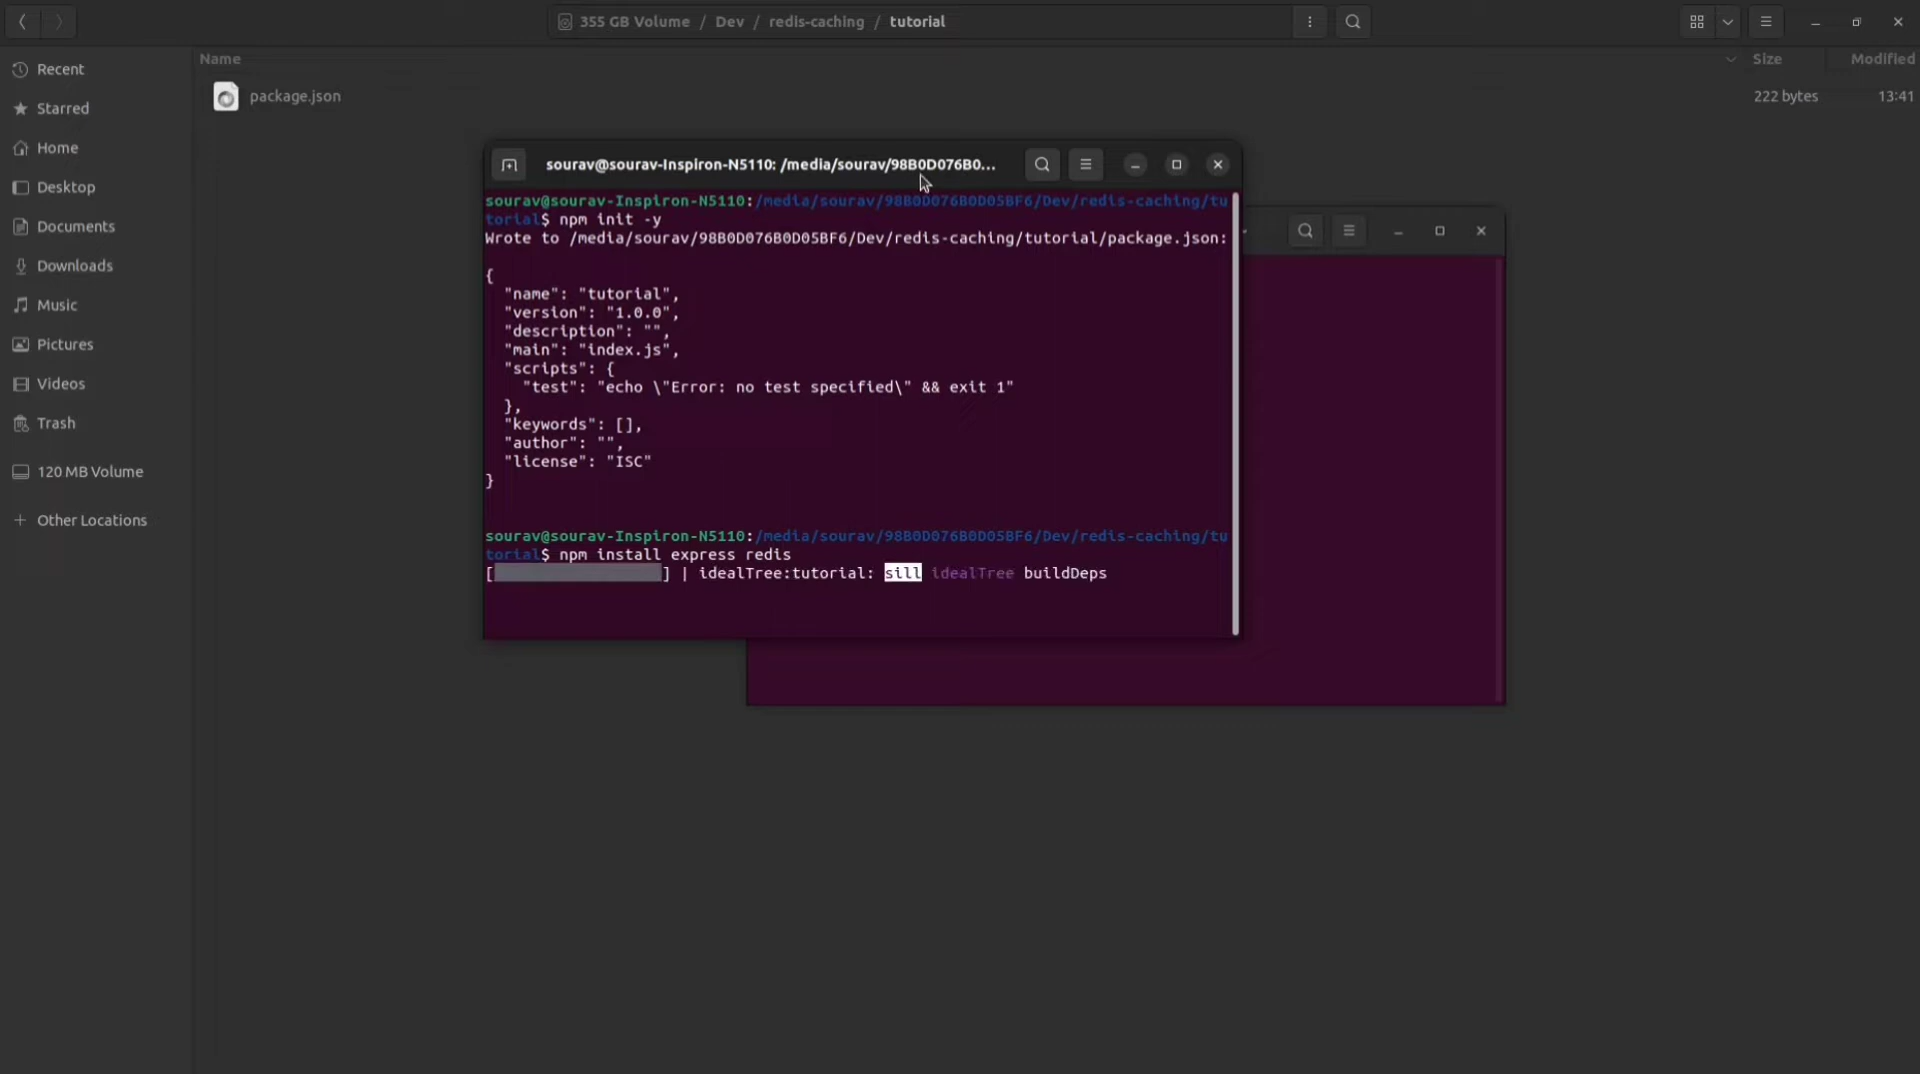 355 GB Volume / Dev / redis-caching / tutorial
Name Size Modified
package.json 222 bytes 13:41
Recent
Starred
Home
Desktop
Documents
Downloads
Music
Pictures
Videos
Trash
120 MB Volume
Other Locations
sourav@sourav-Inspiron-N5110: /media/sourav/98B0D076B0...
sourav@sourav-Inspiron-N5110:/media/sourav/98B0D076B0D05BF6/Dev/redis-caching/tu
torial$ npm init -y
Wrote to /media/sourav/98B0D076B0D05BF6/Dev/redis-caching/tutorial/package.json:
{
"name": "tutorial",
"version": "1.0.0",
"description": "",
"main": "index.js",
"scripts": {
"test": "echo \"Error: no test specified\" && exit 1"
},
"keywords": [],
"author": "",
"license": "ISC"
}
sourav@sourav-Inspiron-N5110:/media/sourav/98B0D076B0D05BF6/Dev/redis-caching/tu
torial$ npm install express redis
[                  ] | idealTree:tutorial: sill idealTree buildDeps